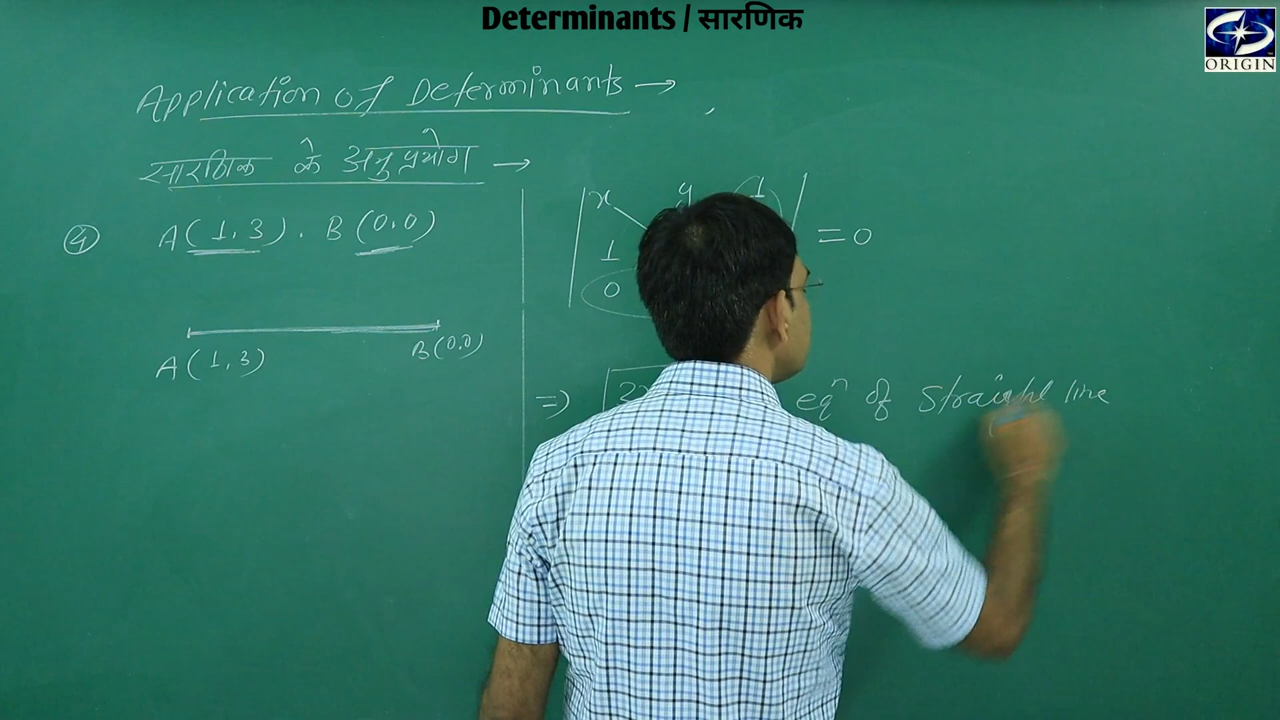 Determinants / सारणिक
ORIGIN
Application of Determinants →
सारणिक के अनुप्रयोग →
④ A(1,3). B(0,0)
A(1,3) B(0,0)
x y 1
1
0
= 0
=> eqⁿ of straight line